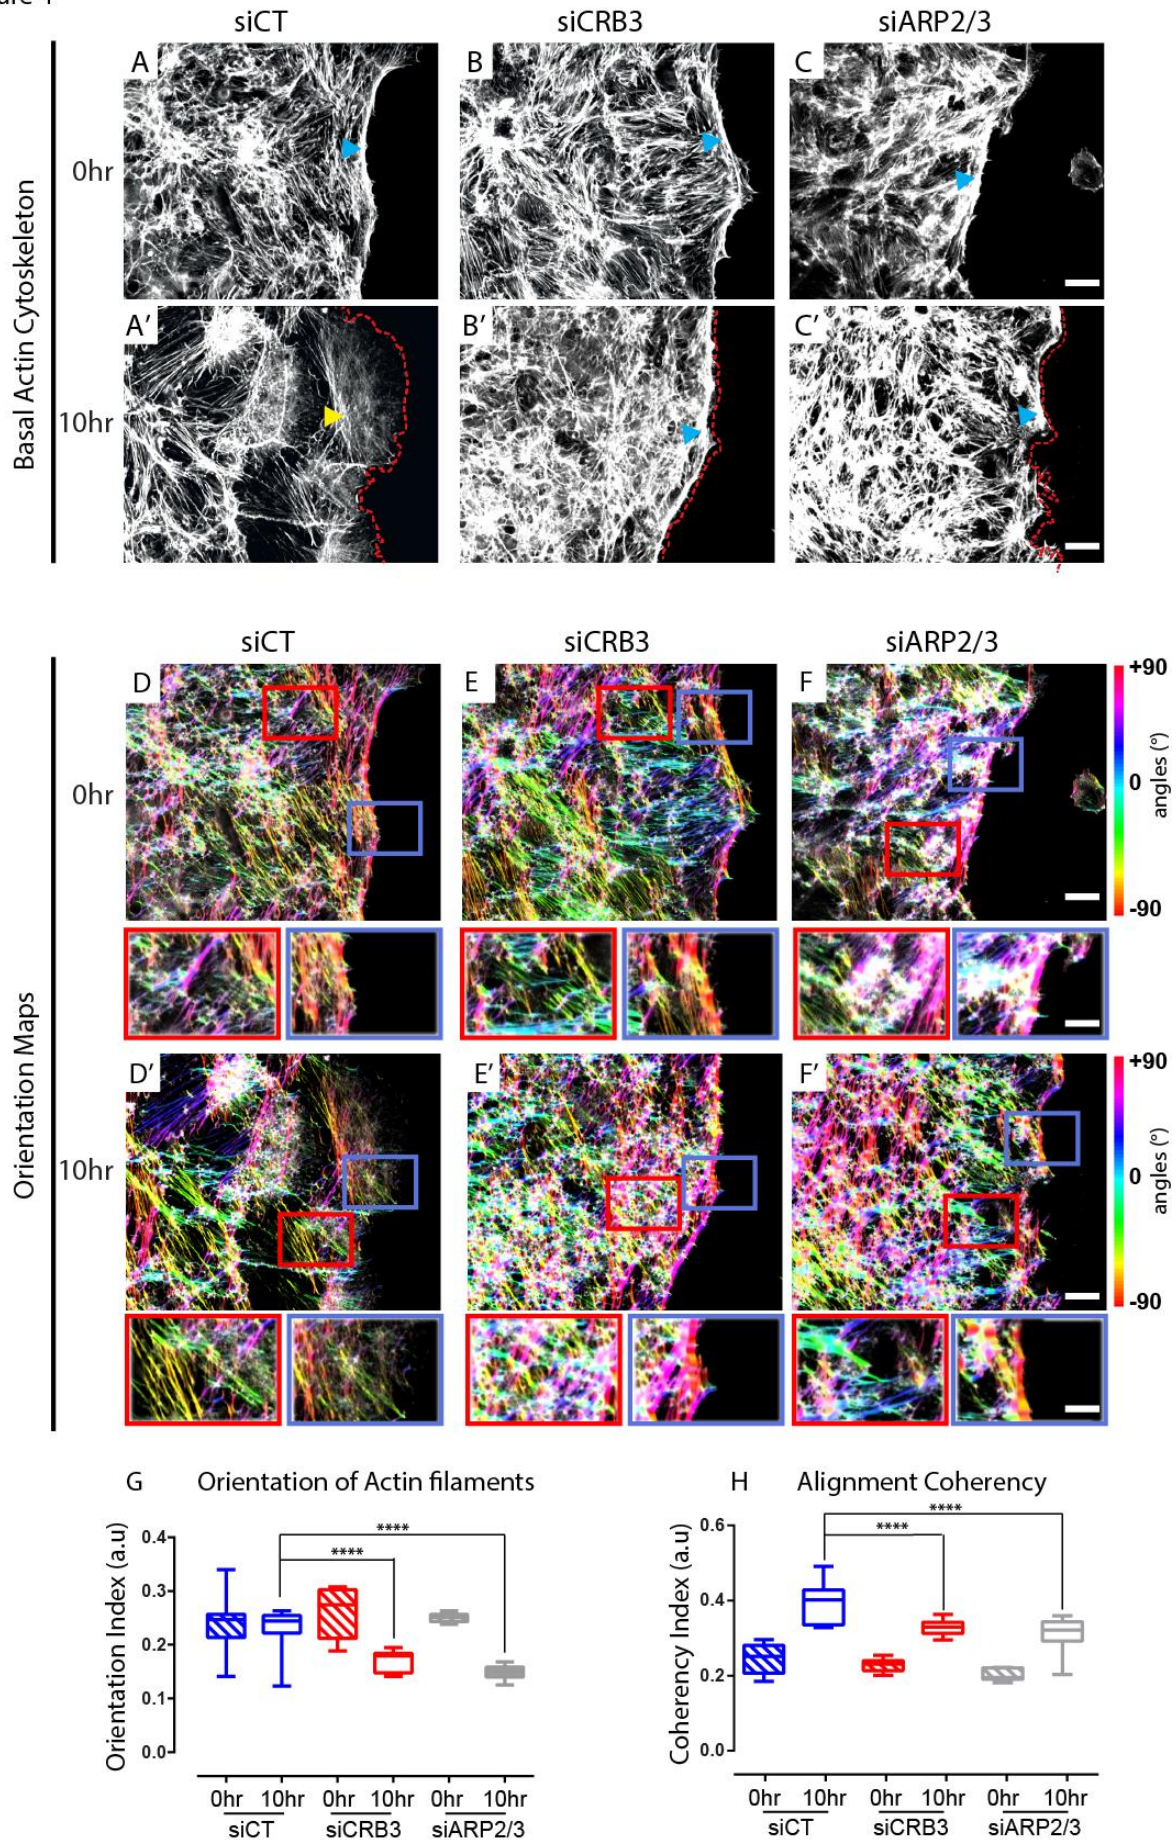 siCT siCRB3 siARP2/3
Basal Actin Cytoskeleton
0hr
A B C
10hr
A′ B′ C′
siCT siCRB3 siARP2/3
Orientation Maps
0hr
D E F
+90
0
-90
angles (°)
10hr
D′ E′ F′
+90
0
-90
angles (°)
G Orientation of Actin filaments
Orientation Index (a.u)
0.4
0.3
0.2
0.1
0.0
****
****
0hr 10hr 0hr 10hr 0hr 10hr
siCT siCRB3 siARP2/3
H Alignment Coherency
Coherency Index (a.u)
0.6
0.4
0.2
0.0
****
****
0hr 10hr 0hr 10hr 0hr 10hr
siCT siCRB3 siARP2/3